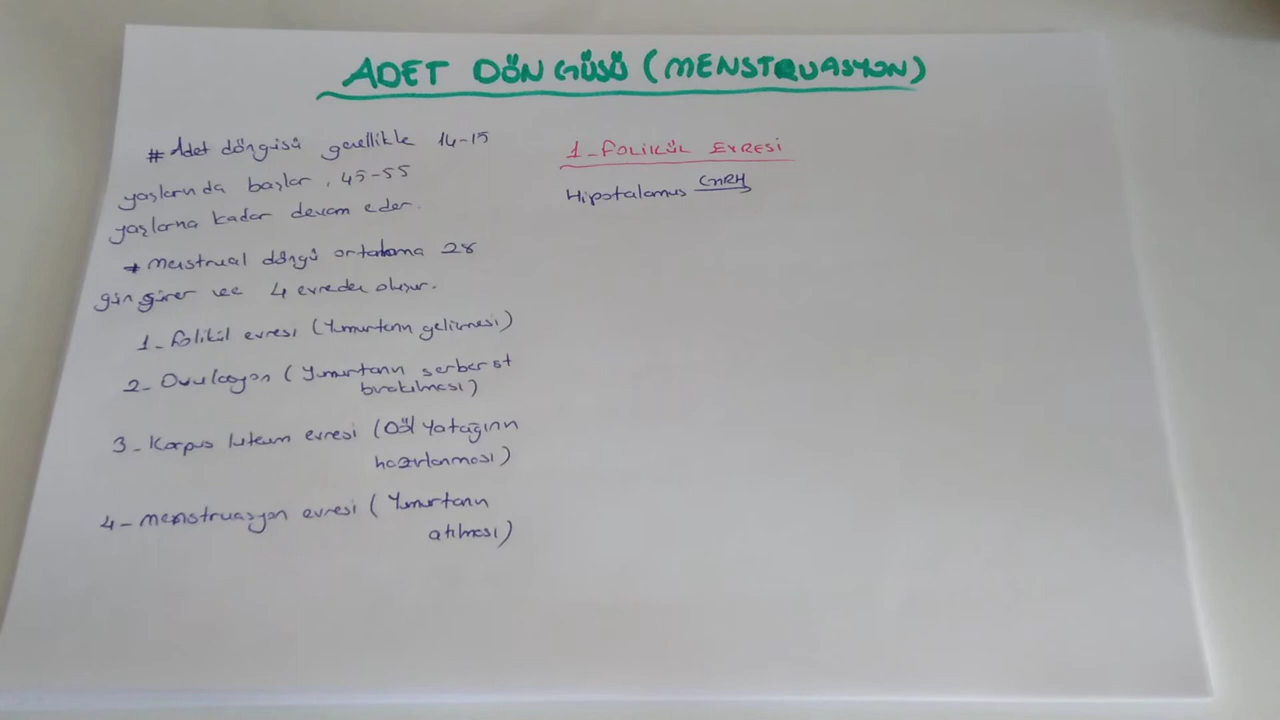 ADET DÖNGÜSÜ (MENSTRUASYON)
# Adet döngüsü genellikle 14-15
yaşlarında başlar, 45-55
yaşlarına kadar devam eder.
* Menstrual döngü ortalama 28
gün sürer ve 4 evreden oluşur.
1- Folikül evresi (Yumurtanın gelişmesi)
2- Ovulasyon (Yumurtanın serberst
bırakılması)
3- Korpus luteum evresi (Döl Yatağının
hazırlanması)
4- menstruasyon evresi (Yumurtanın
atılması)
1- FOLİKÜL EVRESİ
Hipotalamus GnRH